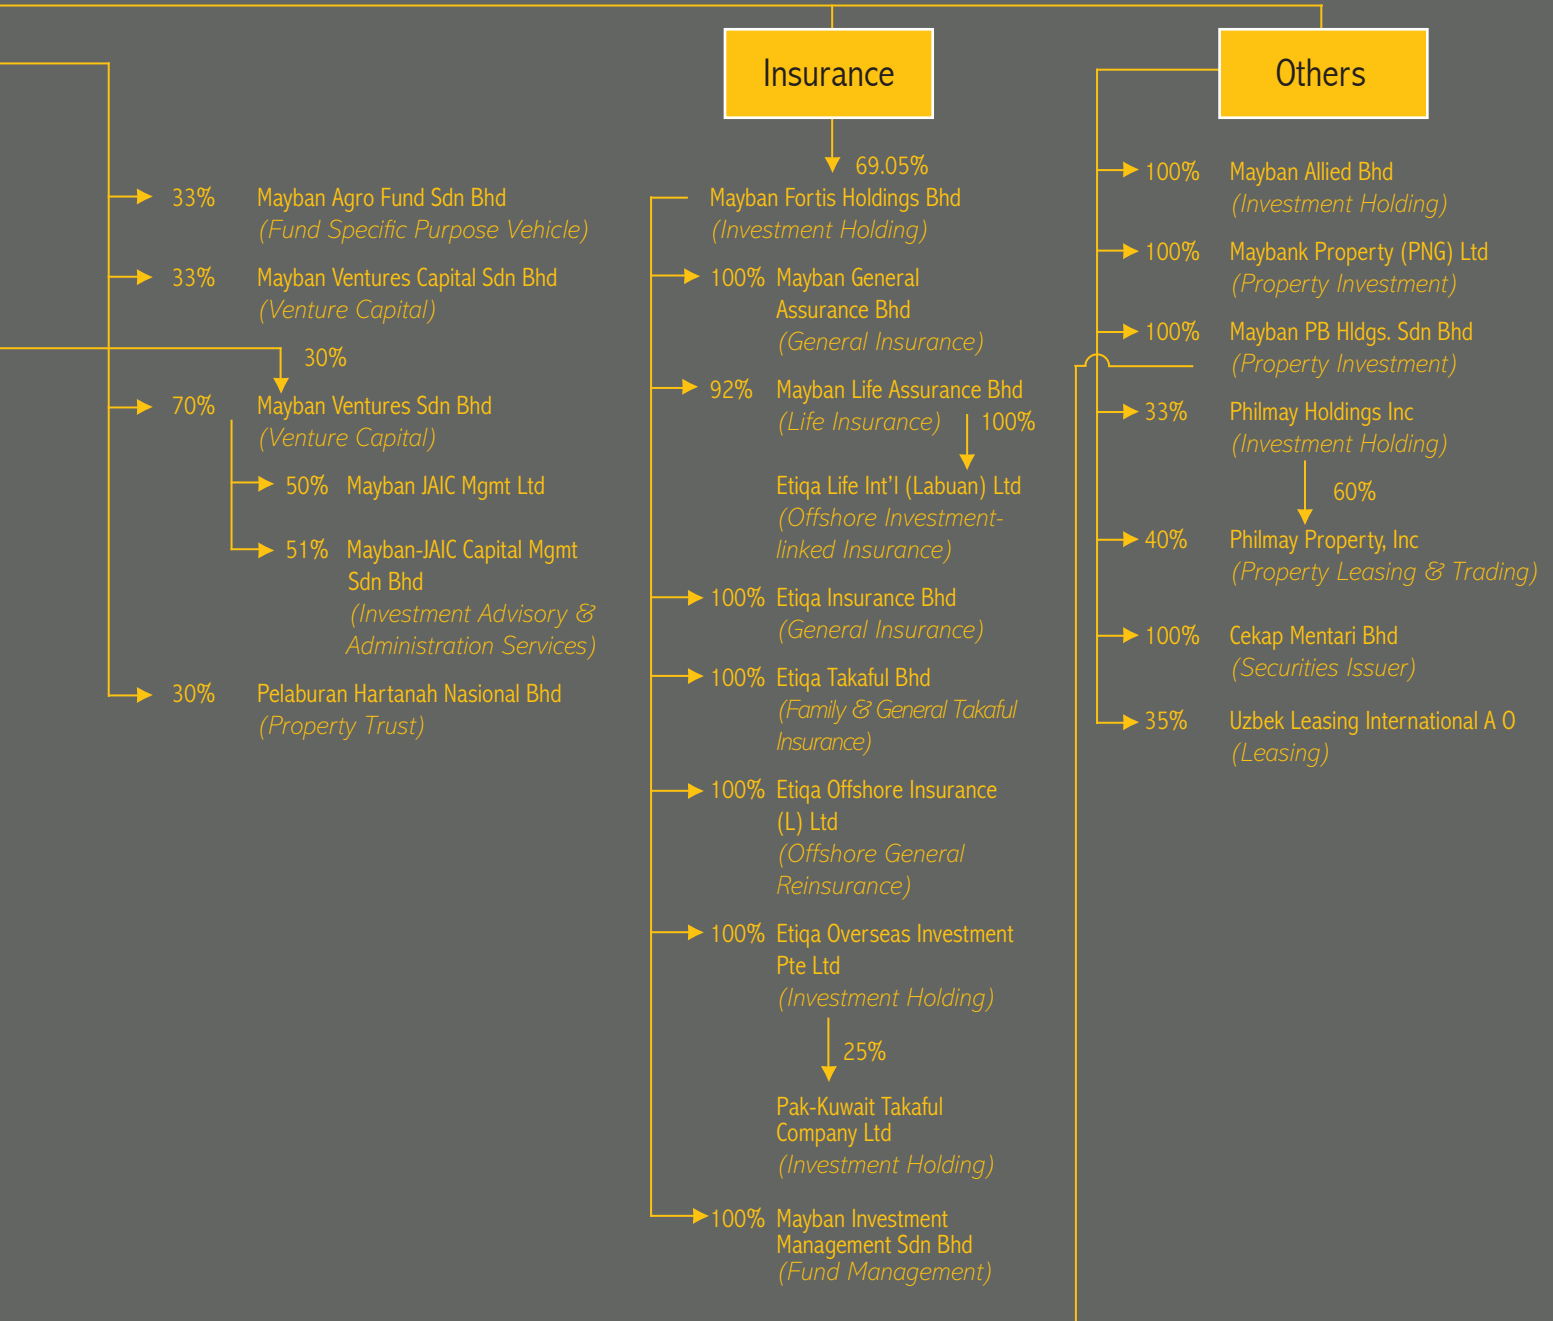 33% Mayban Agro Fund Sdn Bhd
(Fund Specific Purpose Vehicle)
33% Mayban Ventures Capital Sdn Bhd
(Venture Capital)
30%
70% Mayban Ventures Sdn Bhd
(Venture Capital)
50% Mayban JAIC Mgmt Ltd
51% Mayban-JAIC Capital Mgmt
Sdn Bhd
(Investment Advisory &
Administration Services)
30% Pelaburan Hartanah Nasional Bhd
(Property Trust)
Insurance
69.05%
Mayban Fortis Holdings Bhd
(Investment Holding)
100% Mayban General
Assurance Bhd
(General Insurance)
92% Mayban Life Assurance Bhd
(Life Insurance) 100%
Etiqa Life Int'l (Labuan) Ltd
(Offshore Investment-
linked Insurance)
100% Etiqa Insurance Bhd
(General Insurance)
100% Etiqa Takaful Bhd
(Family & General Takaful
Insurance)
100% Etiqa Offshore Insurance
(L) Ltd
(Offshore General
Reinsurance)
100% Etiqa Overseas Investment
Pte Ltd
(Investment Holding)
25%
Pak-Kuwait Takaful
Company Ltd
(Investment Holding)
100% Mayban Investment
Management Sdn Bhd
(Fund Management)
Others
100% Mayban Allied Bhd
(Investment Holding)
100% Maybank Property (PNG) Ltd
(Property Investment)
100% Mayban PB Hldgs. Sdn Bhd
(Property Investment)
33% Philmay Holdings Inc
(Investment Holding)
60%
40% Philmay Property, Inc
(Property Leasing & Trading)
100% Cekap Mentari Bhd
(Securities Issuer)
35% Uzbek Leasing International A O
(Leasing)